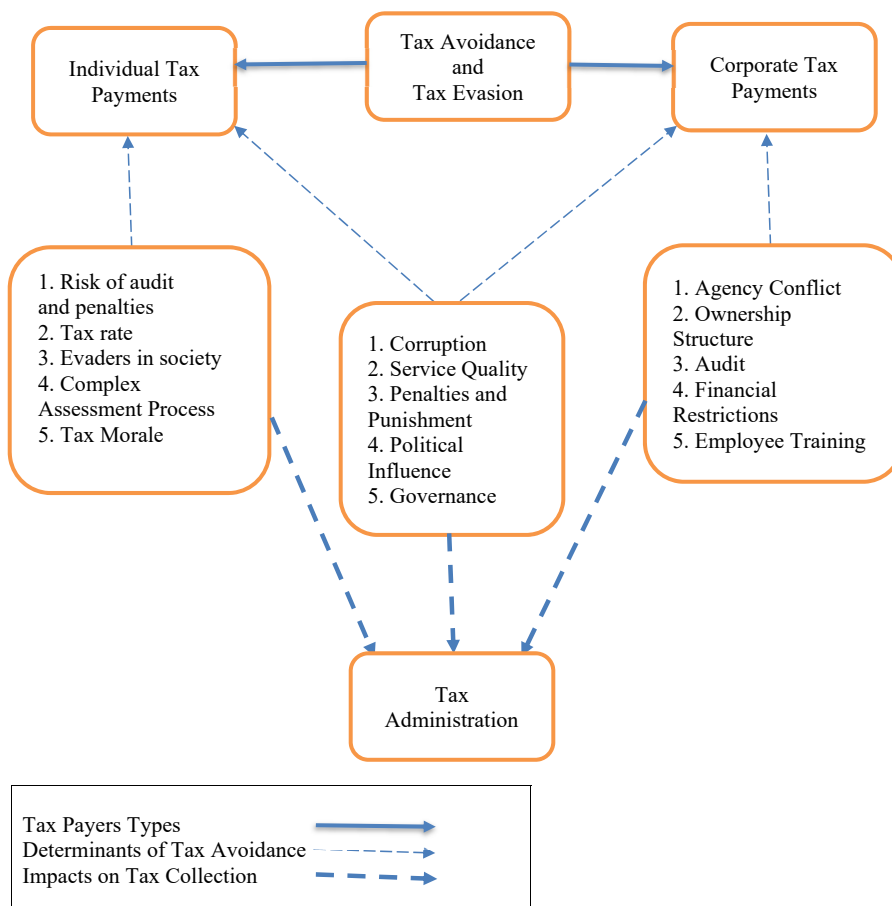 Tax Avoidance
and
Tax Evasion
Individual Tax
Payments
Corporate Tax
Payments
1. Risk of audit
and penalties
2. Tax rate
3. Evaders in society
4. Complex
Assessment Process
5. Tax Morale
1. Corruption
2. Service Quality
3. Penalties and
Punishment
4. Political
Influence
5. Governance
1. Agency Conflict
2. Ownership
Structure
3. Audit
4. Financial
Restrictions
5. Employee Training
Tax
Administration
Tax Payers Types
Determinants of Tax Avoidance
Impacts on Tax Collection